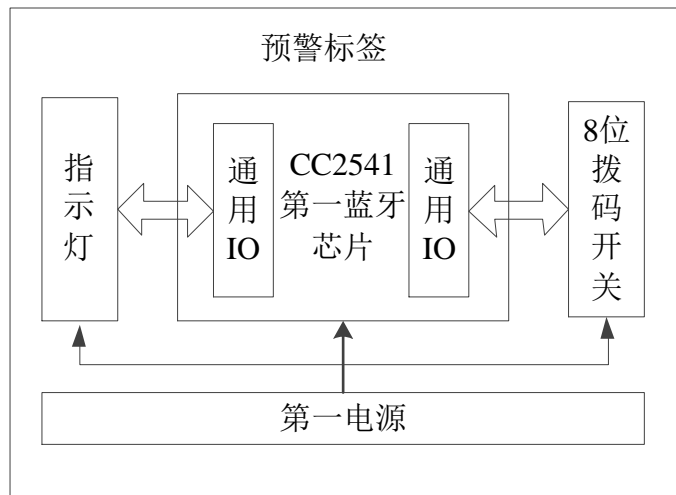 预警标签
指
示
灯
通
用
IO
CC2541
第一蓝牙
芯片
通
用
IO
8位
拨
码
开
关
第一电源